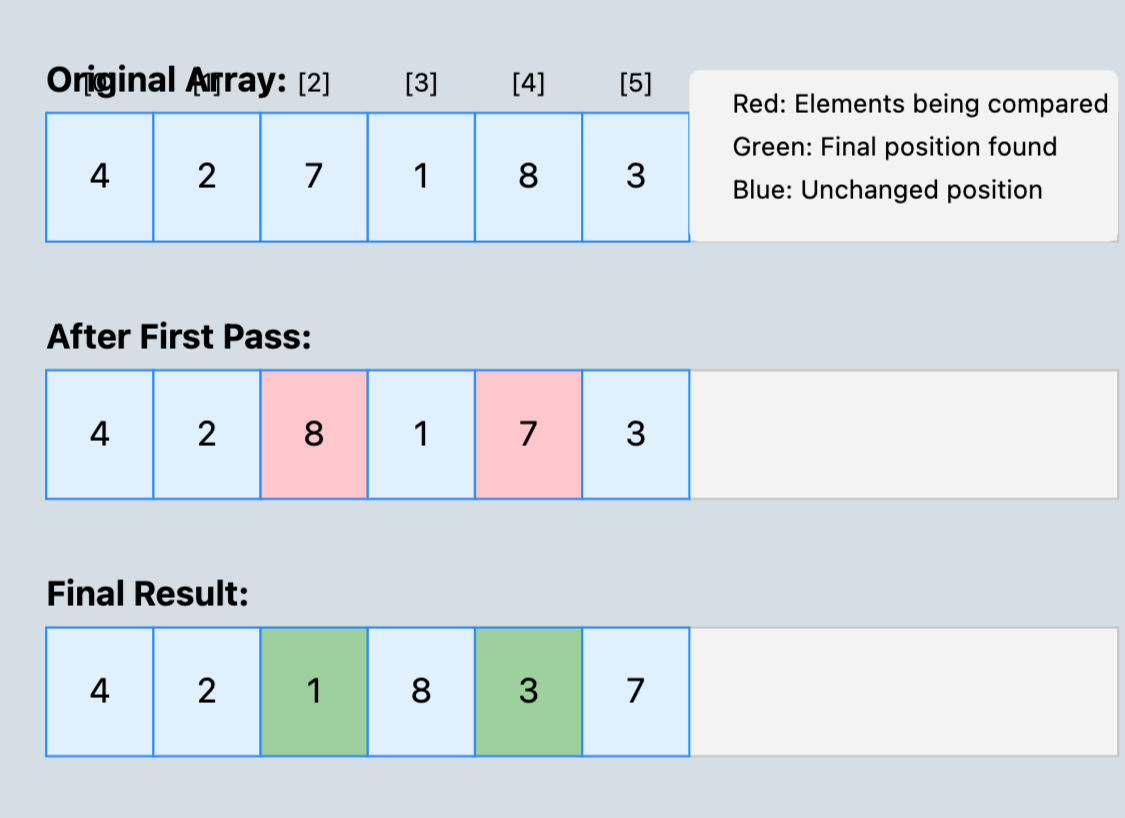 Original Array:
[0] [1] [2] [3] [4] [5]
4 2 7 1 8 3
Red: Elements being compared
Green: Final position found
Blue: Unchanged position
After First Pass:
4 2 8 1 7 3
Final Result:
4 2 1 8 3 7